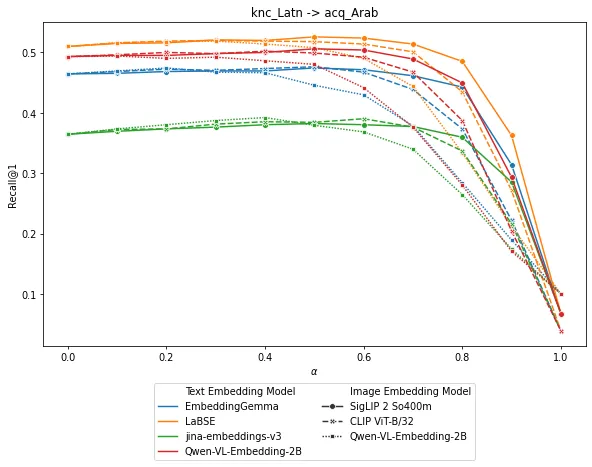 knc_Latn -> acq_Arab
Recall@1
0.5
0.4
0.3
0.2
0.1
0.0 0.2 0.4 0.6 0.8 1.0
α
Text Embedding Model Image Embedding Model
EmbeddingGemma SigLIP 2 So400m
LaBSE CLIP ViT-B/32
jina-embeddings-v3 Qwen-VL-Embedding-2B
Qwen-VL-Embedding-2B